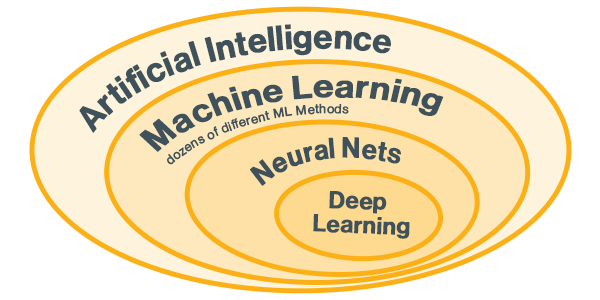 Artificial Intelligence
Machine Learning
dozens of different ML Methods
Neural Nets
Deep
Learning